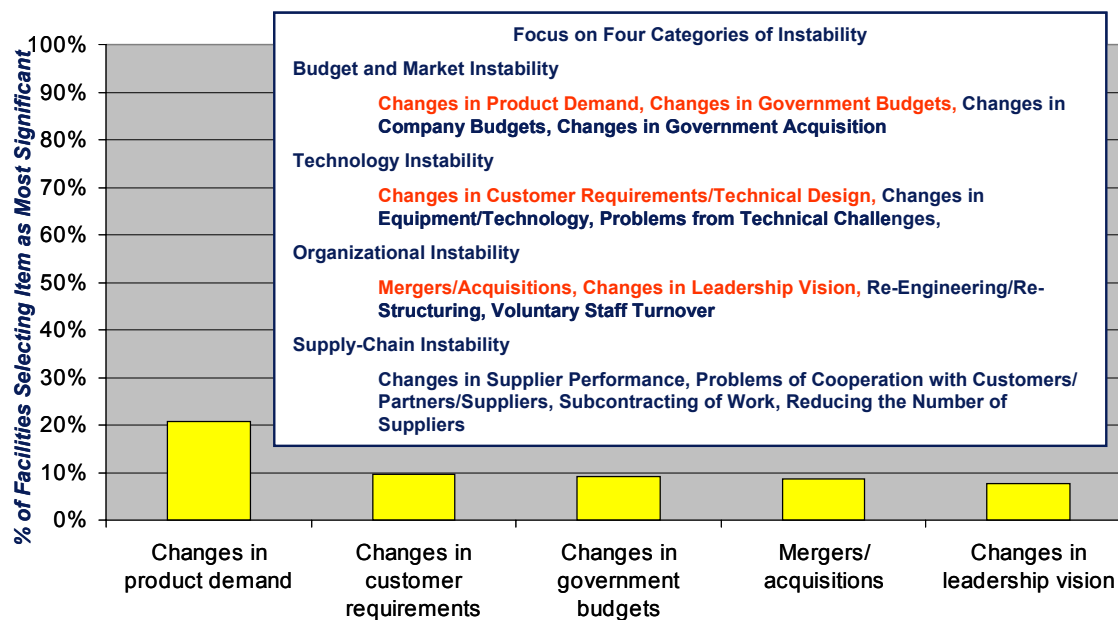 Focus on Four Categories of Instability
Budget and Market Instability
Changes in Product Demand, Changes in Government Budgets, Changes in
Company Budgets, Changes in Government Acquisition
Technology Instability
Changes in Customer Requirements/Technical Design, Changes in
Equipment/Technology, Problems from Technical Challenges,
Organizational Instability
Mergers/Acquisitions, Changes in Leadership Vision, Re-Engineering/Re-
Structuring, Voluntary Staff Turnover
Supply-Chain Instability
Changes in Supplier Performance, Problems of Cooperation with Customers/
Partners/Suppliers, Subcontracting of Work, Reducing the Number of
Suppliers
% of Facilities Selecting Item as Most Significant
100%
90%
80%
70%
60%
50%
40%
30%
20%
10%
0%
Changes in
product demand
Changes in
customer
requirements
Changes in
government
budgets
Mergers/
acquisitions
Changes in
leadership vision